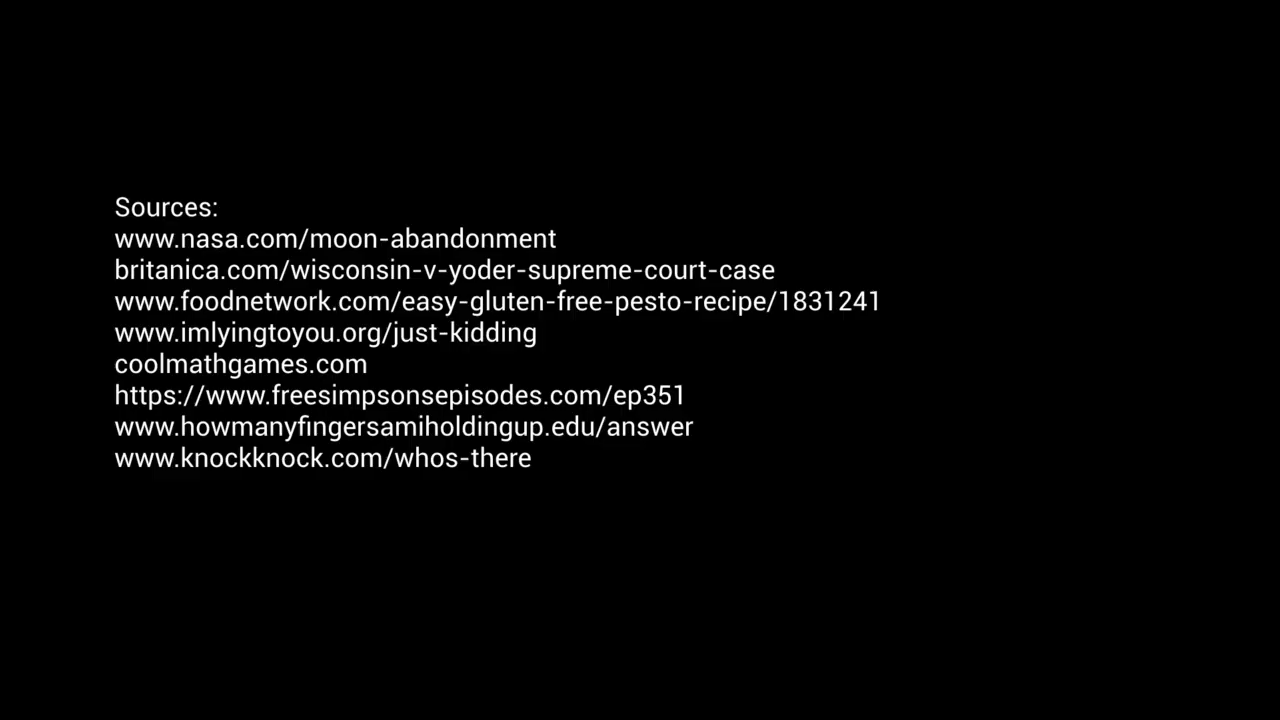 Sources:
www.nasa.com/moon-abandonment
britanica.com/wisconsin-v-yoder-supreme-court-case
www.foodnetwork.com/easy-gluten-free-pesto-recipe/1831241
www.imlyingtoyou.org/just-kidding
coolmathgames.com
https://www.freesimpsonsepisodes.com/ep351
www.howmanyfingersamiholdingup.edu/answer
www.knockknock.com/whos-there